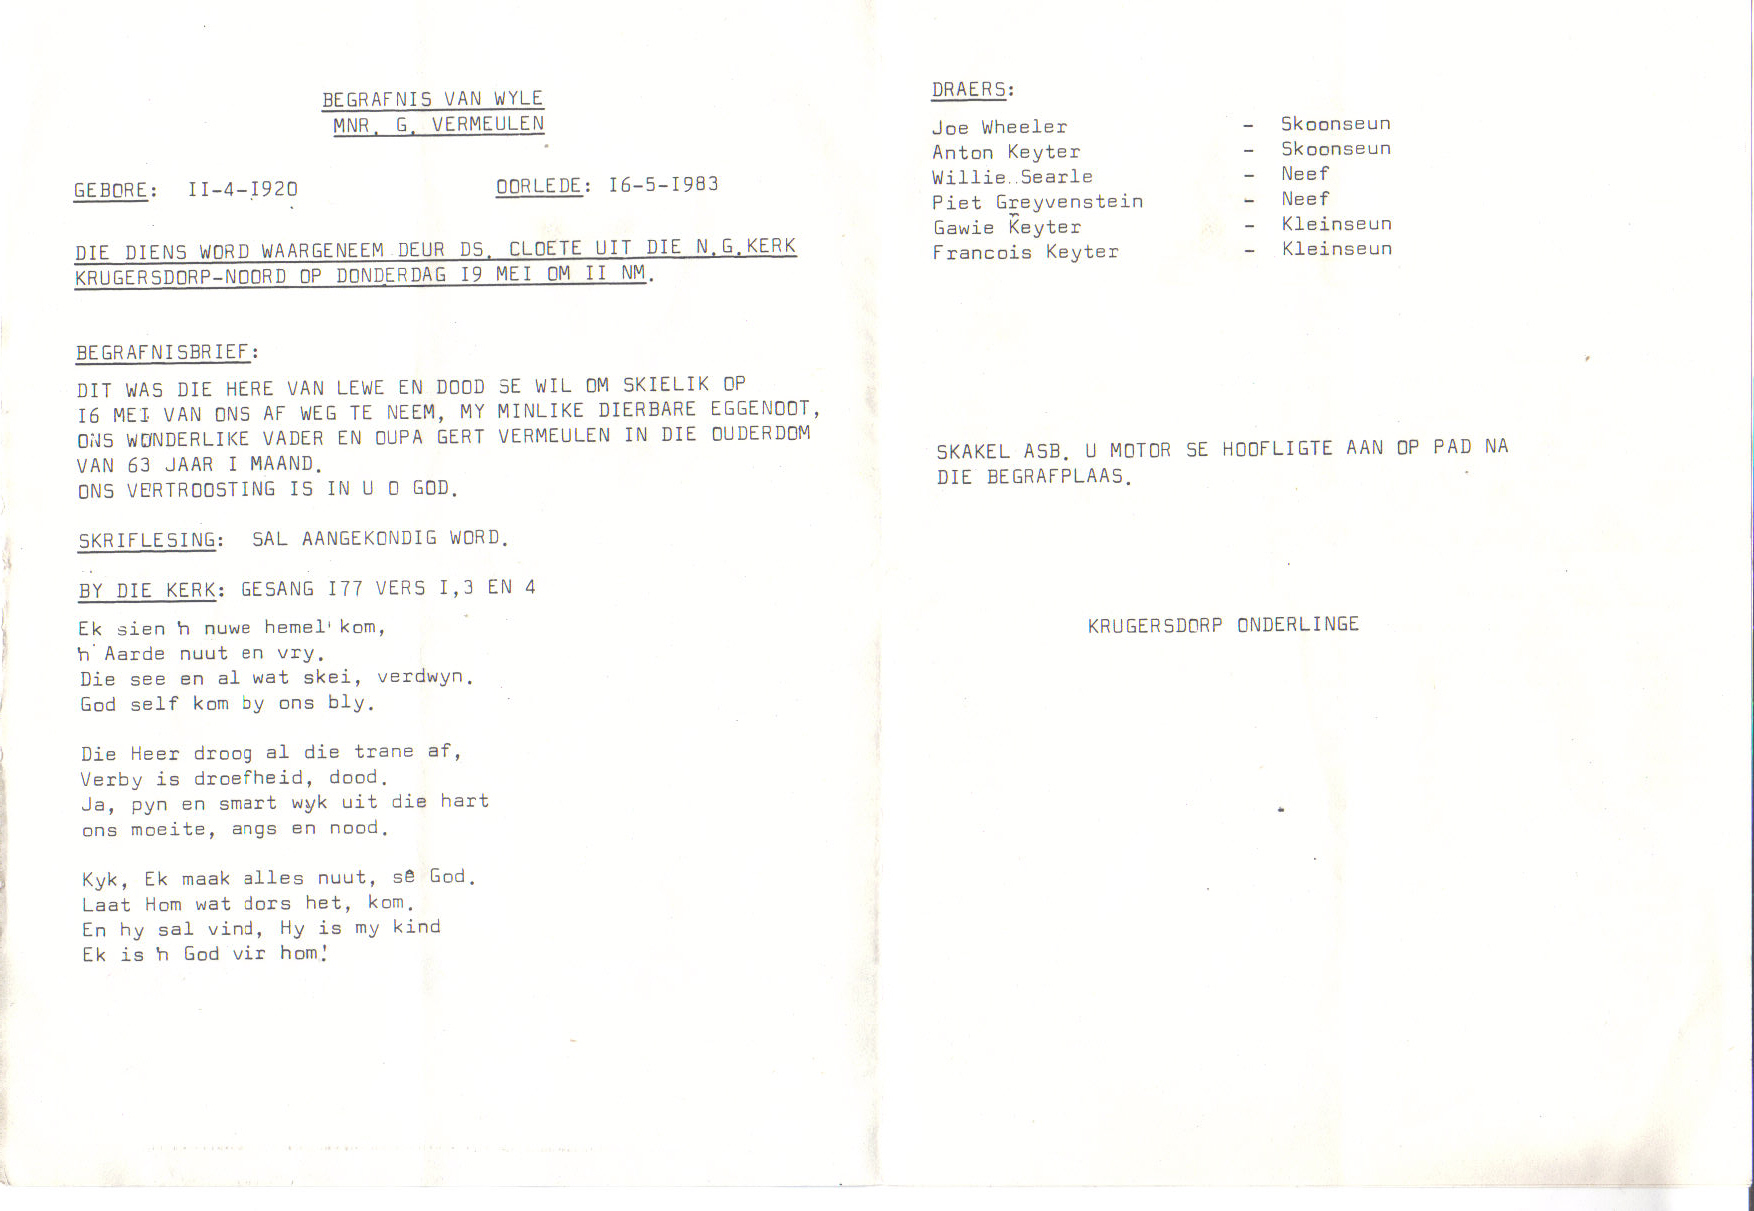 BEGRAFNIS VAN WYLE
MNR. G. VERMEULEN
GEBORE: II-4-I920 OORLEDE: I6-5-I983
DIE DIENS WORD WAARGENEEM DEUR DS. CLOETE UIT DIE N.G.KERK
KRUGERSDORP-NOORD OP DONDERDAG I9 MEI OM II NM.
BEGRAFNISBRIEF:
DIT WAS DIE HERE VAN LEWE EN DOOD SE WIL OM SKIELIK OP
I6 MEI VAN ONS AF WEG TE NEEM, MY MINLIKE DIERBARE EGGENOOT,
ONS WONDERLIKE VADER EN OUPA GERT VERMEULEN IN DIE OUDERDOM
VAN 63 JAAR I MAAND.
ONS VERTROOSTING IS IN U O GOD.
SKRIFLESING: SAL AANGEKONDIG WORD.
BY DIE KERK: GESANG I77 VERS I,3 EN 4
Ek sien 'n nuwe hemel' kom,
'n Aarde nuut en vry.
Die see en al wat skei, verdwyn.
God self kom by ons bly.
Die Heer droog al die trane af,
Verby is droefheid, dood.
Ja, pyn en smart wyk uit die hart
ons moeite, angs en nood.
Kyk, Ek maak alles nuut, sê God.
Laat Hom wat dors het, kom.
En hy sal vind, Hy is my kind
Ek is 'n God vir hom!
DRAERS:
Joe Wheeler - Skoonseun
Anton Keyter - Skoonseun
Willie..Searle - Neef
Piet Greyvenstein - Neef
Gawie Keyter - Kleinseun
Francois Keyter - Kleinseun
SKAKEL ASB. U MOTOR SE HOOFLIGTE AAN OP PAD NA
DIE BEGRAFPLAAS.
KRUGERSDORP ONDERLINGE